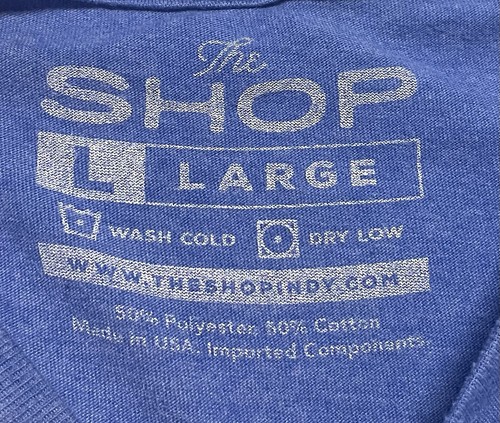 The
SHOP
L LARGE
WASH COLD DRY LOW
WWW.THESHOPINDY.COM
50% Polyester, 50% Cotton
Made in USA. Imported Components.